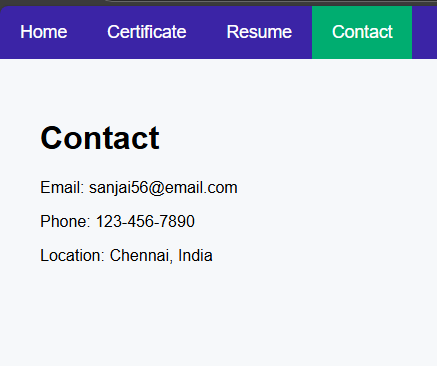 Home Certificate Resume Contact
Contact
Email: sanjai56@email.com
Phone: 123-456-7890
Location: Chennai, India